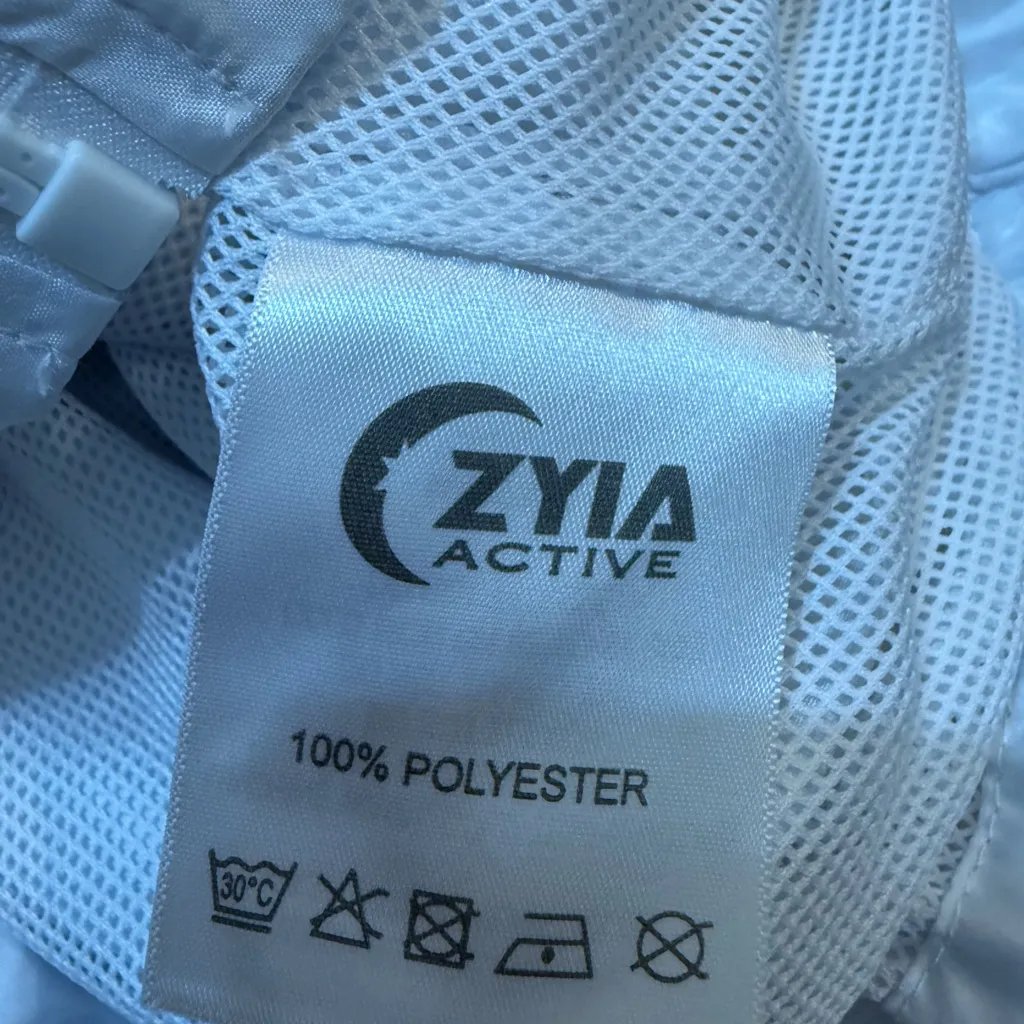 ZYIA
ACTIVE
100% POLYESTER
30°C